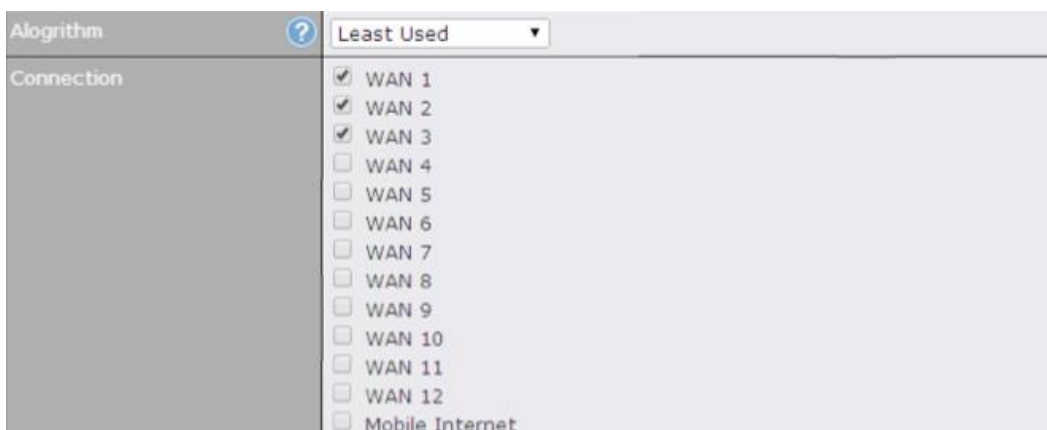 Alogrithm ? Least Used
Connection
WAN 1
WAN 2
WAN 3
WAN 4
WAN 5
WAN 6
WAN 7
WAN 8
WAN 9
WAN 10
WAN 11
WAN 12
Mobile Internet